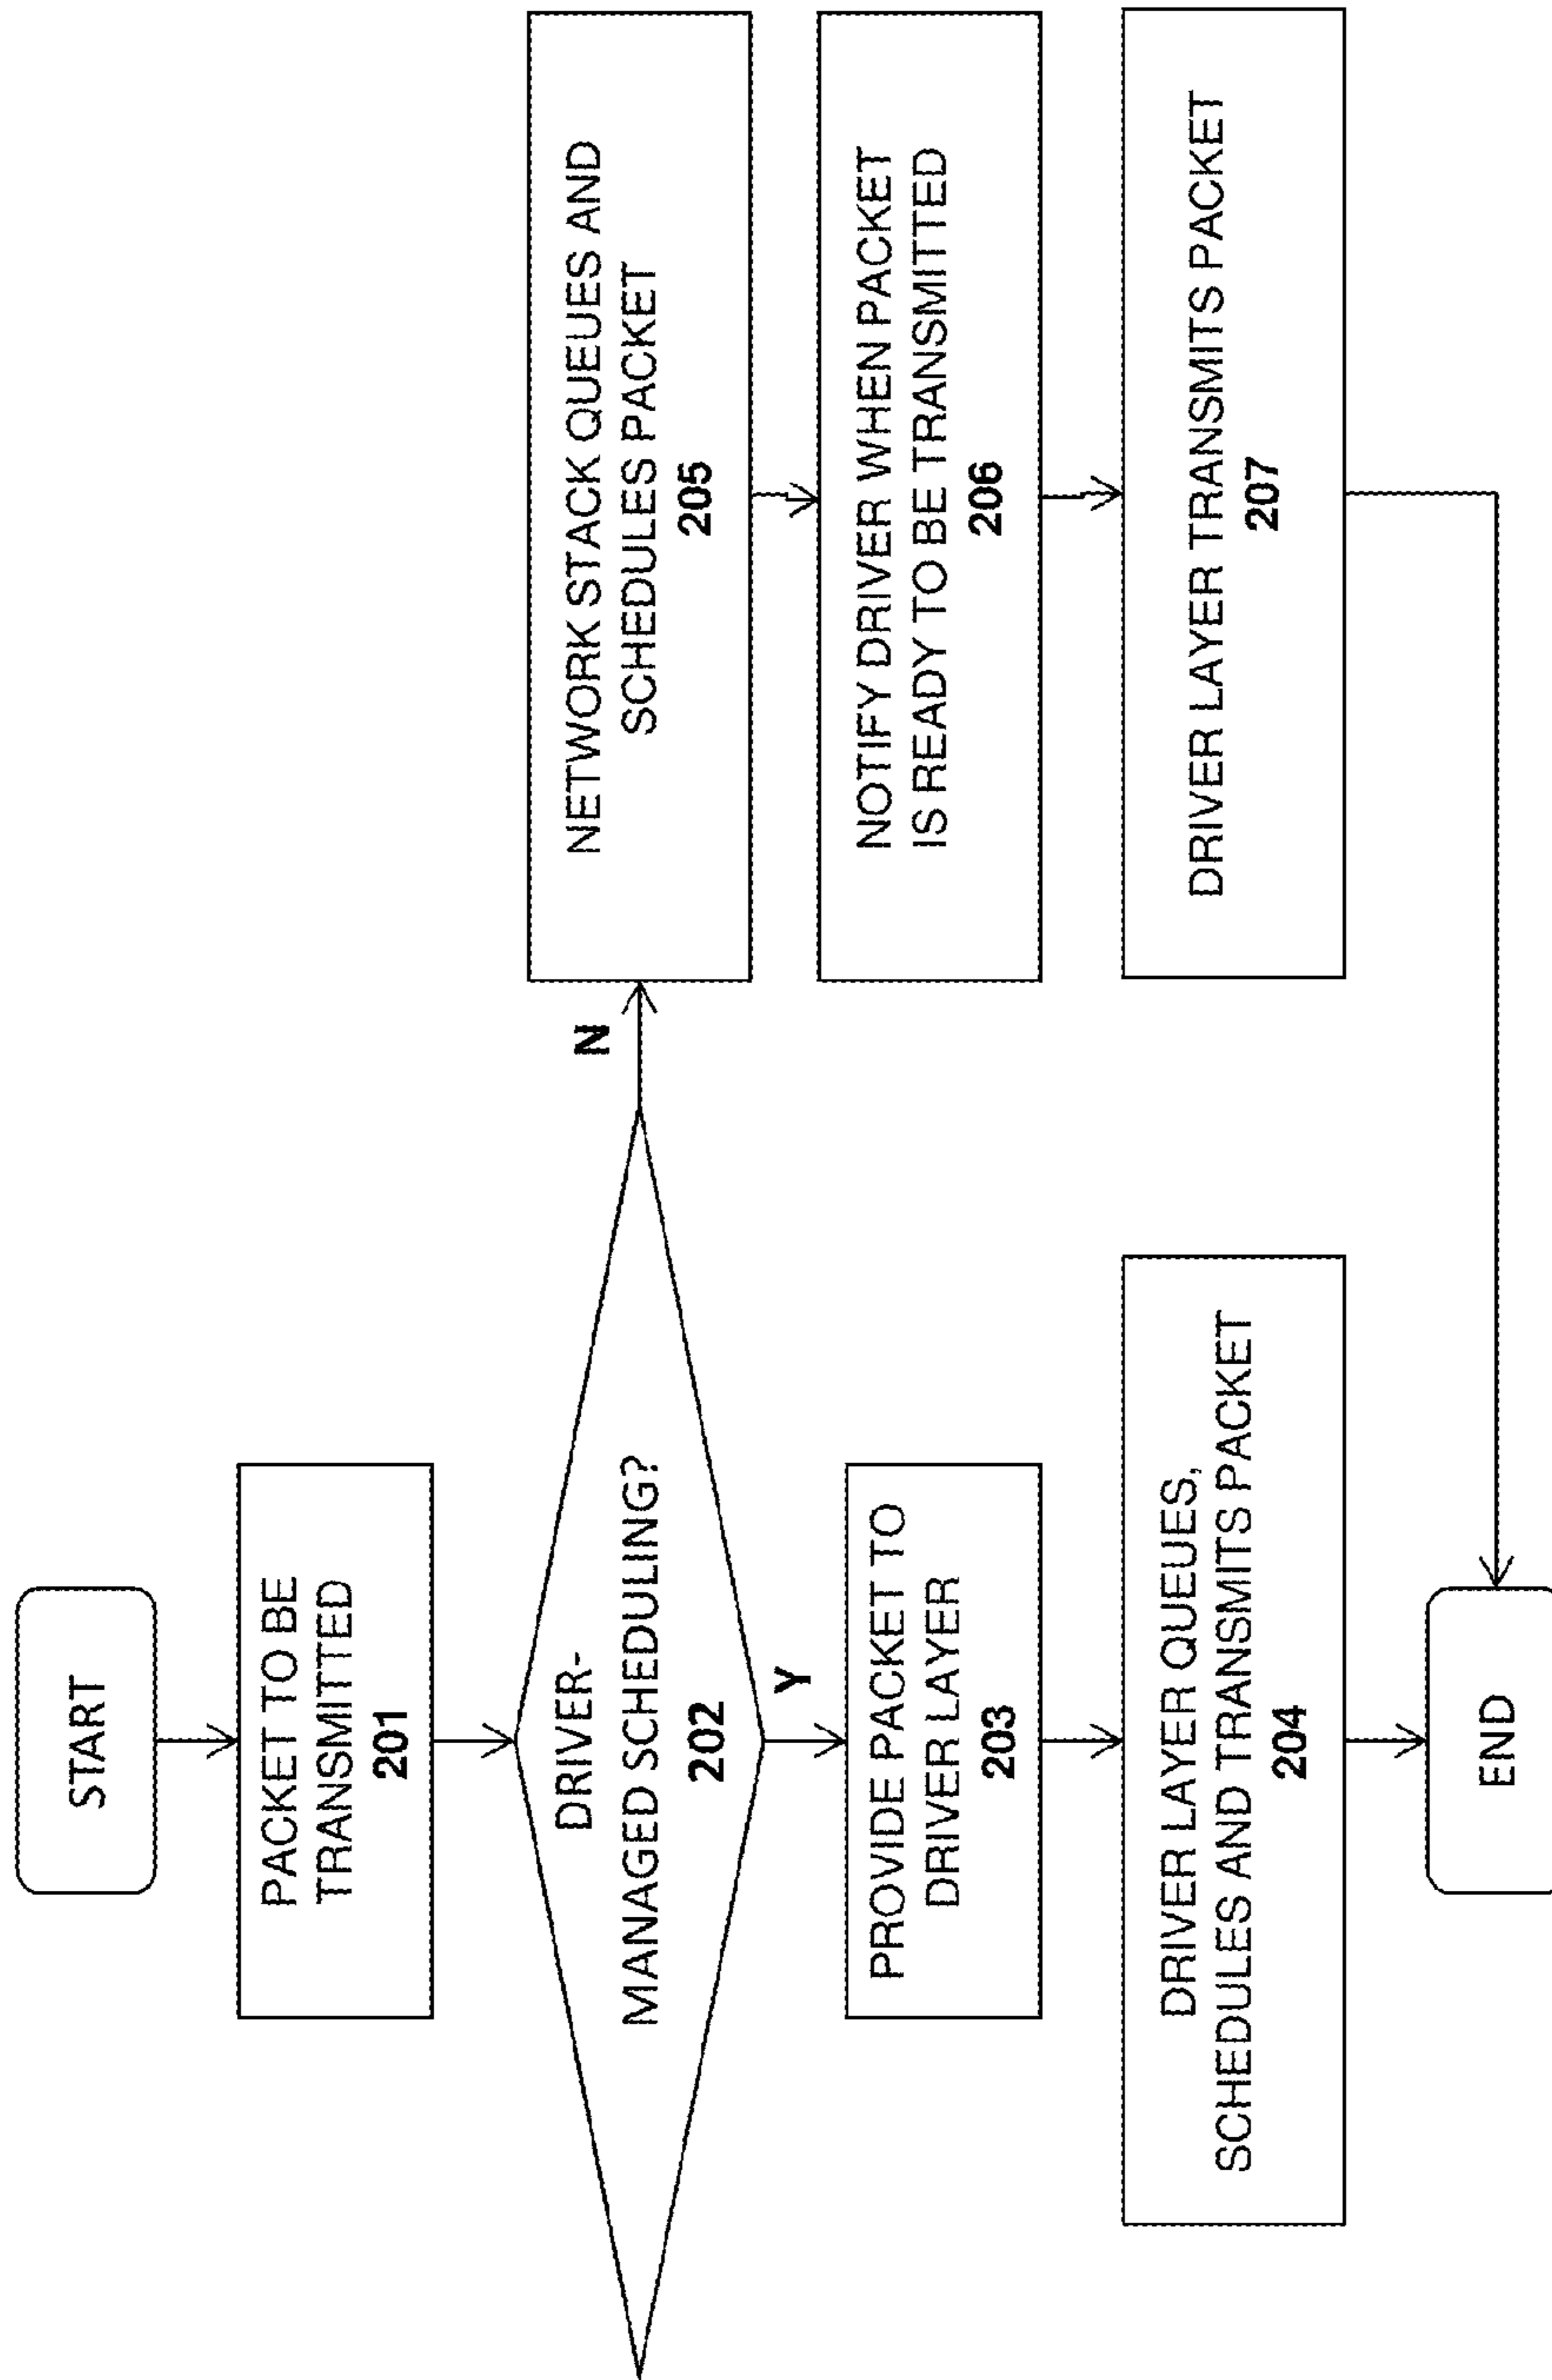 START
PACKET TO BE
TRANSMITTED
201
DRIVER-
MANAGED SCHEDULING?
202
N
Y
PROVIDE PACKET TO
DRIVER LAYER
203
DRIVER LAYER QUEUES,
SCHEDULES AND TRANSMITS PACKET
204
NETWORK STACK QUEUES AND
SCHEDULES PACKET
205
NOTIFY DRIVER WHEN PACKET
IS READY TO BE TRANSMITTED
206
DRIVER LAYER TRANSMITS PACKET
207
END